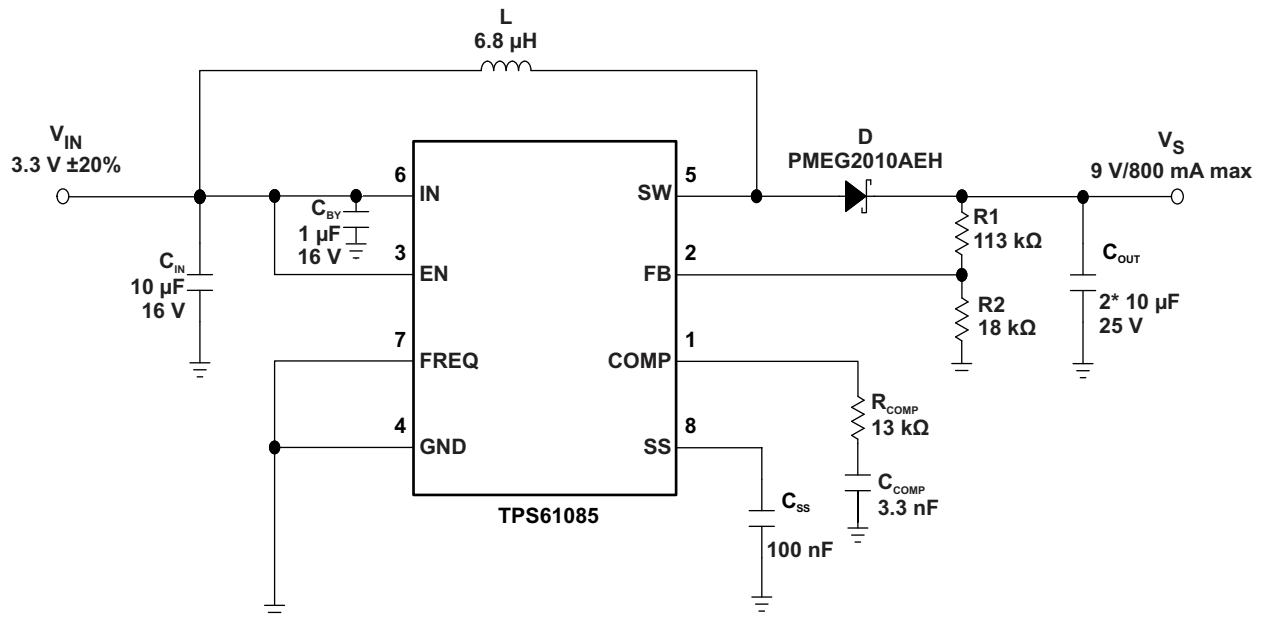 L
6.8 µH
V_IN
3.3 V ±20%
D
PMEG2010AEH
V_S
9 V/800 mA max
6
IN
SW
5
C_BY
1 µF
16 V
R1
113 kΩ
C_IN
10 µF
16 V
3
EN
FB
2
C_OUT
2* 10 µF
25 V
R2
18 kΩ
7
FREQ
COMP
1
R_COMP
13 kΩ
4
GND
SS
8
C_COMP
3.3 nF
C_SS
100 nF
TPS61085